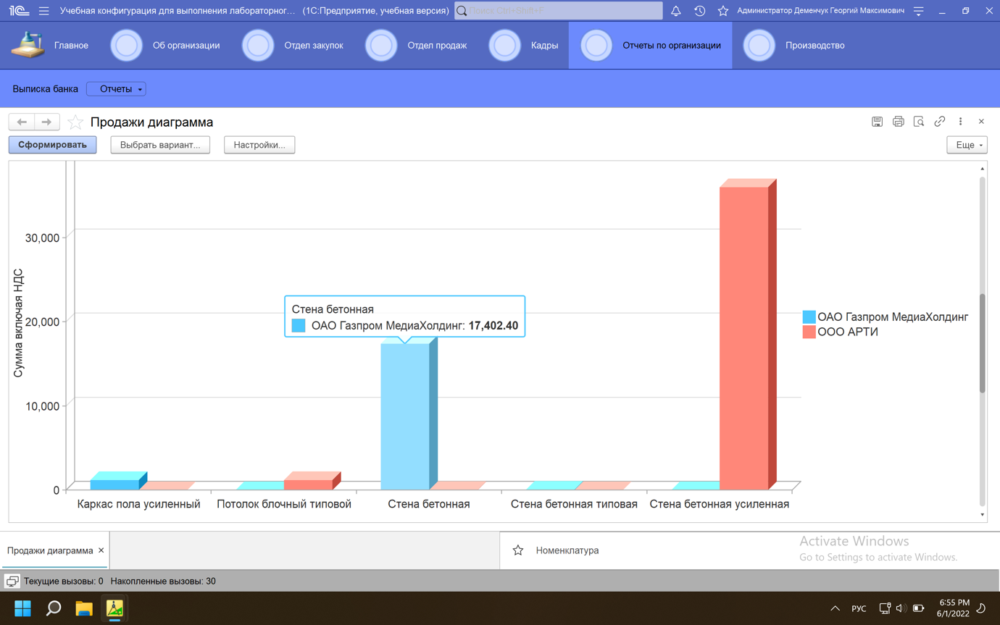 Учебная конфигурация для выполнения лабораторног... (1С:Предприятие, учебная версия)
Поиск Ctrl+Shift+F
Администратор Деменчук Георгий Максимович
Главное
Об организации
Отдел закупок
Отдел продаж
Кадры
Отчеты по организации
Производство
Выписка банка
Отчеты
Продажи диаграмма
Сформировать
Выбрать вариант...
Настройки...
Еще
Сумма включая НДС
30,000
20,000
10,000
0
Стена бетонная
ОАО Газпром МедиаХолдинг: 17,402.40
ОАО Газпром МедиаХолдинг
ООО АРТИ
Каркас пола усиленный
Потолок блочный типовой
Стена бетонная
Стена бетонная типовая
Стена бетонная усиленная
Продажи диаграмма
Номенклатура
Activate Windows
Go to Settings to activate Windows.
Текущие вызовы: 0 Накопленные вызовы: 30
РУС
6:55 PM
6/1/2022